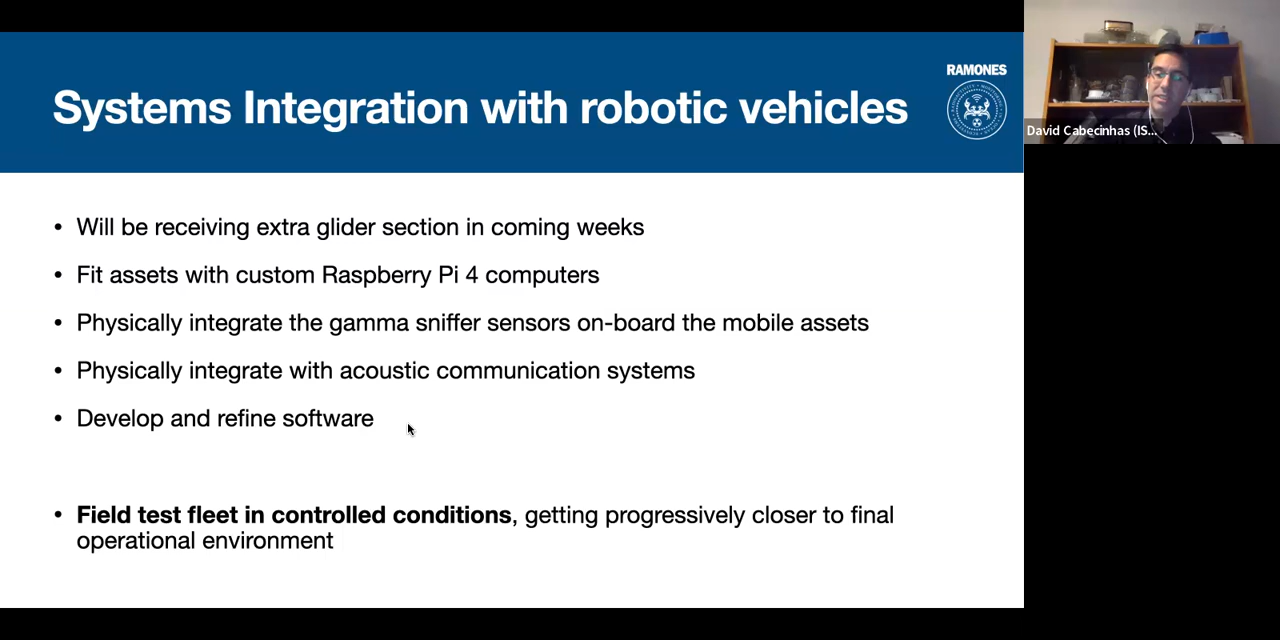 Systems Integration with robotic vehicles
RAMONES
David Cabecinhas (IS...
• Will be receiving extra glider section in coming weeks
• Fit assets with custom Raspberry Pi 4 computers
• Physically integrate the gamma sniffer sensors on-board the mobile assets
• Physically integrate with acoustic communication systems
• Develop and refine software
• Field test fleet in controlled conditions, getting progressively closer to final
operational environment